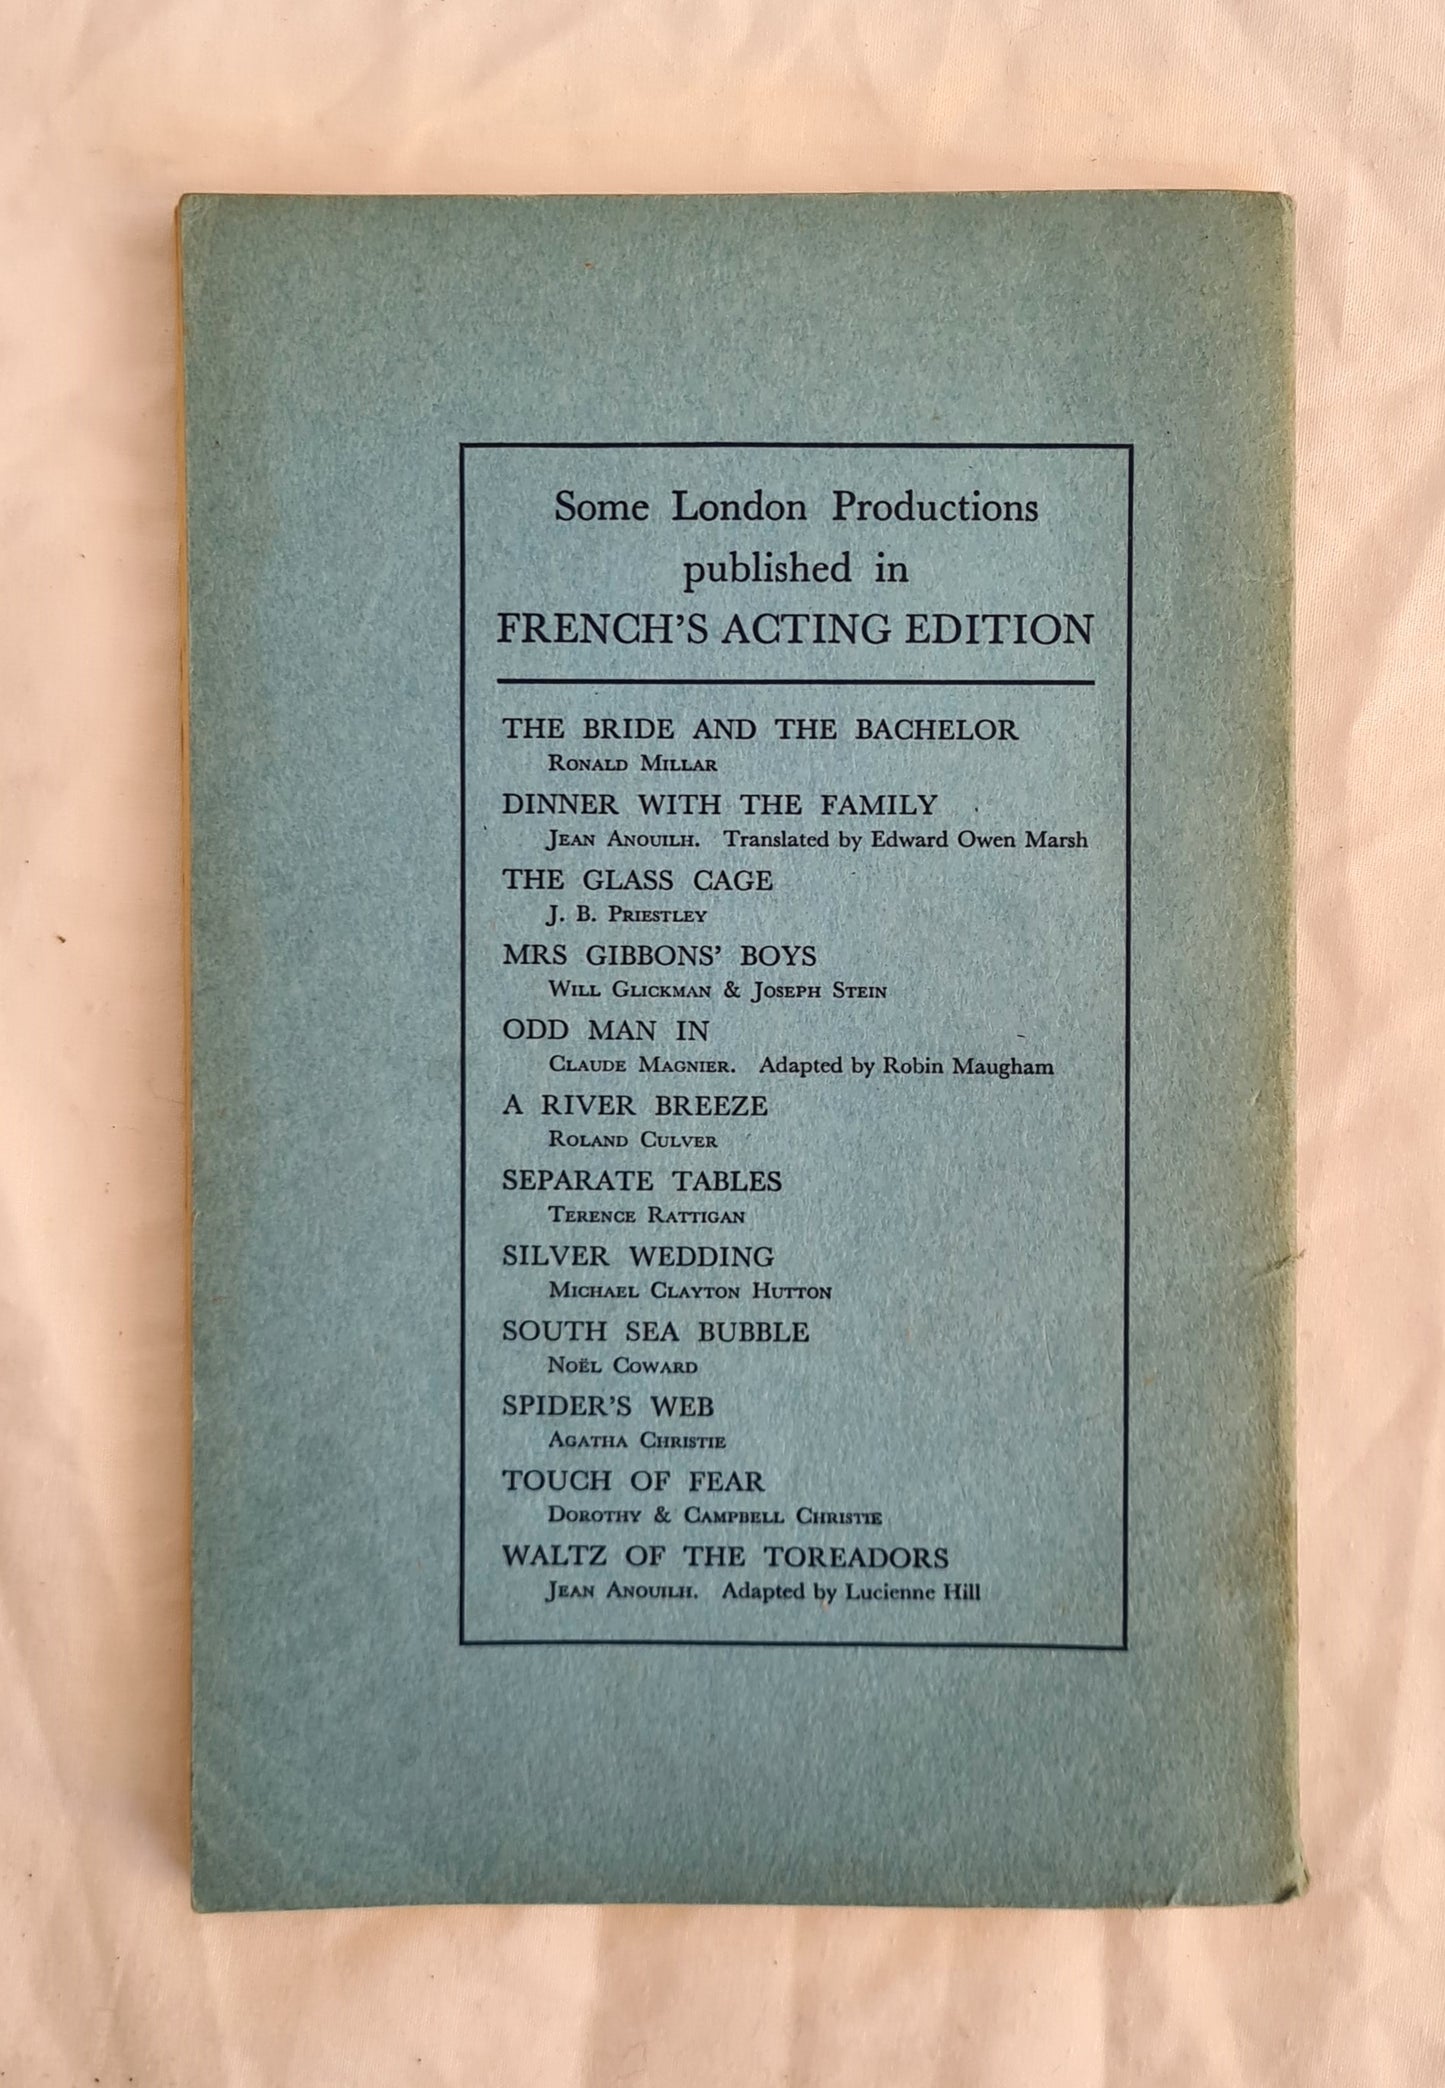 Some London Productions
published in
FRENCH'S ACTING EDITION
THE BRIDE AND THE BACHELOR
RONALD MILLAR
DINNER WITH THE FAMILY
JEAN ANOUILH. Translated by Edward Owen Marsh
THE GLASS CAGE
J. B. PRIESTLEY
MRS GIBBONS' BOYS
WILL GLICKMAN & JOSEPH STEIN
ODD MAN IN
CLAUDE MAGNIER. Adapted by Robin Maugham
A RIVER BREEZE
ROLAND CULVER
SEPARATE TABLES
TERENCE RATTIGAN
SILVER WEDDING
MICHAEL CLAYTON HUTTON
SOUTH SEA BUBBLE
NOËL COWARD
SPIDER'S WEB
AGATHA CHRISTIE
TOUCH OF FEAR
DOROTHY & CAMPBELL CHRISTIE
WALTZ OF THE TOREADORS
JEAN ANOUILH. Adapted by Lucienne Hill